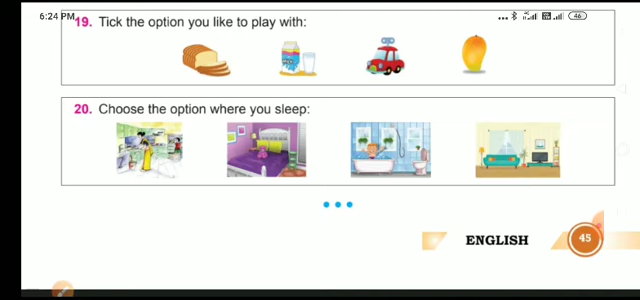 6:24 PM
46
19. Tick the option you like to play with:
20. Choose the option where you sleep:
ENGLISH
45